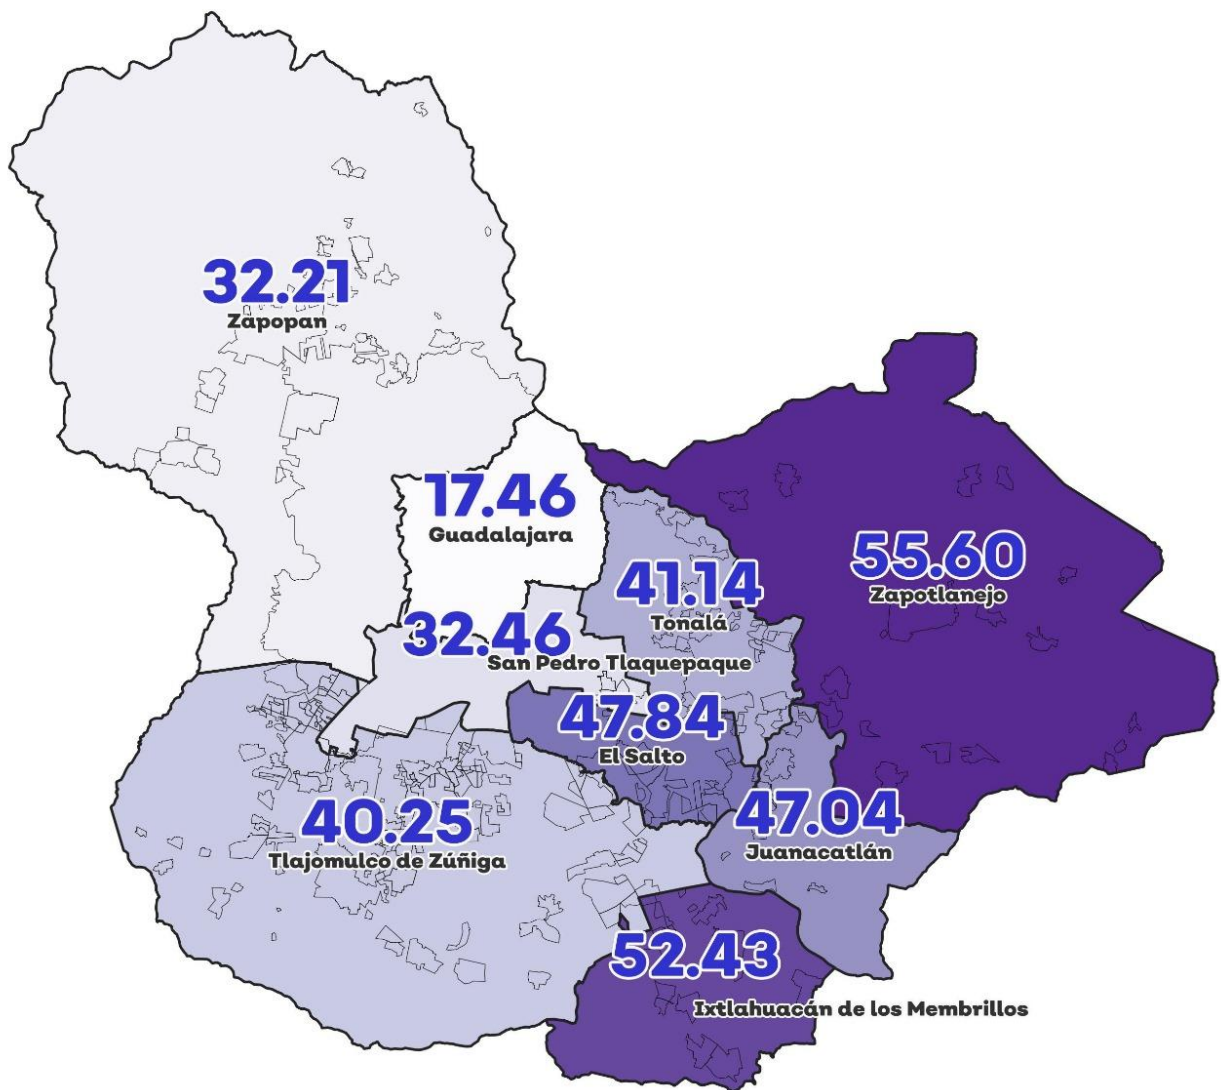 32.21
Zapopan
17.46
Guadalajara
55.60
Zapotlanejo
41.14
Tonalá
32.46
San Pedro Tlaquepaque
47.84
El Salto
40.25
Tlajomulco de Zúñiga
47.04
Juanacatlán
52.43
Ixtlahuacán de los Membrillos